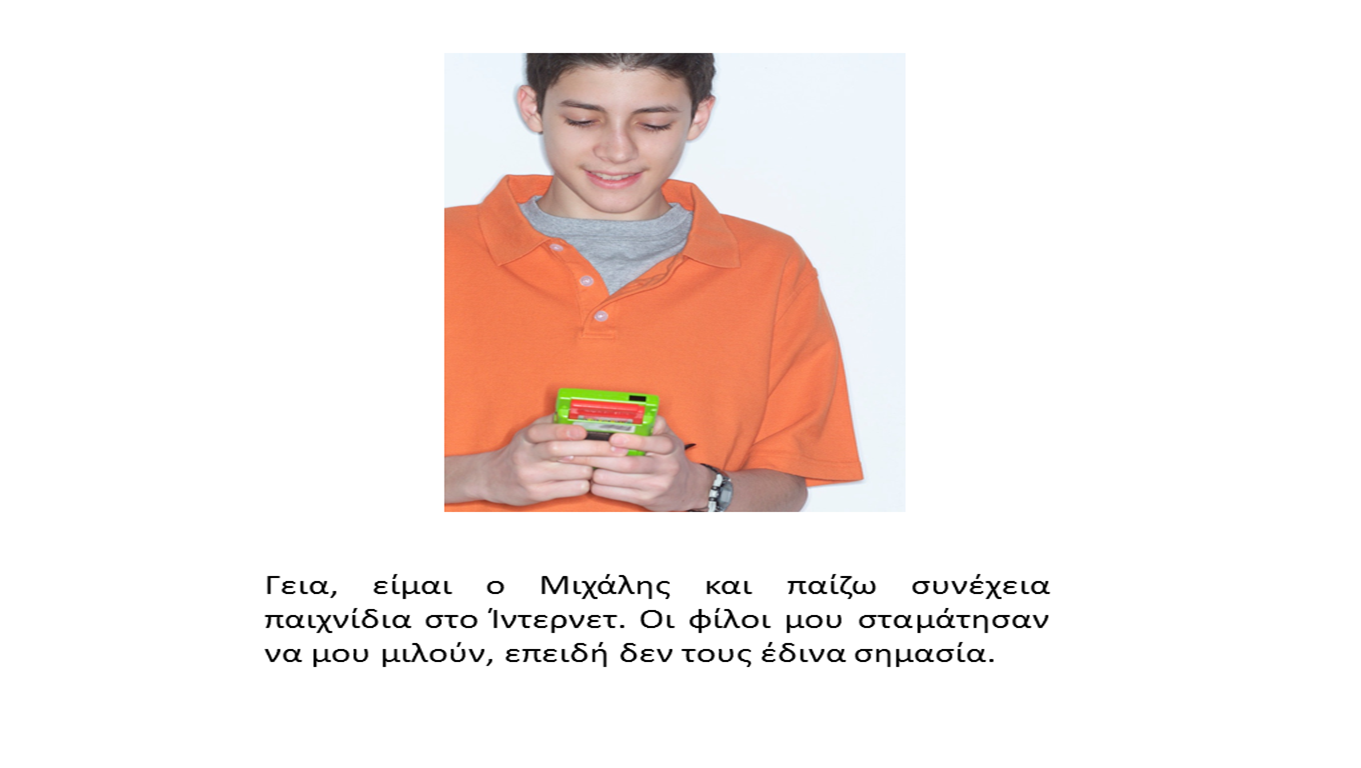 Γεια, είμαι ο Μιχάλης και παίζω συνέχεια
παιχνίδια στο Ίντερνετ. Οι φίλοι μου σταμάτησαν
να μου μιλούν, επειδή δεν τους έδινα σημασία.